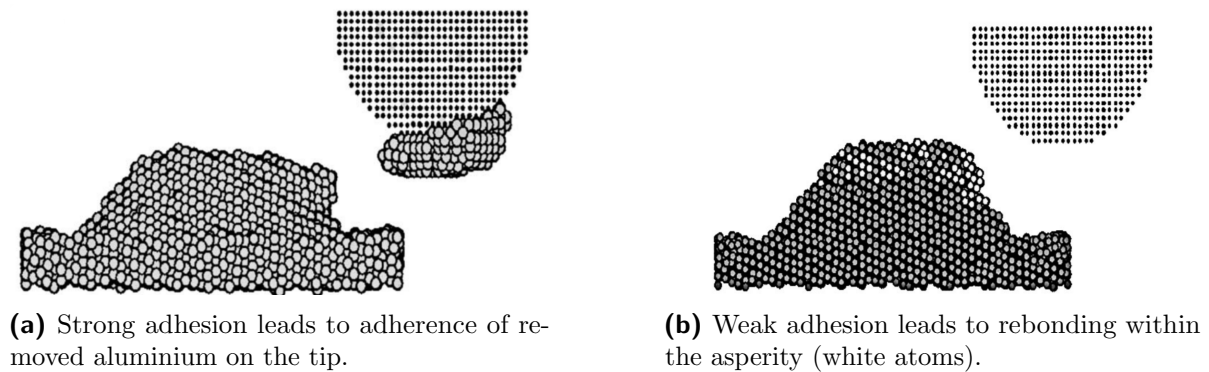 (a) Strong adhesion leads to adherence of re-
moved aluminium on the tip.
(b) Weak adhesion leads to rebonding within
the asperity (white atoms).